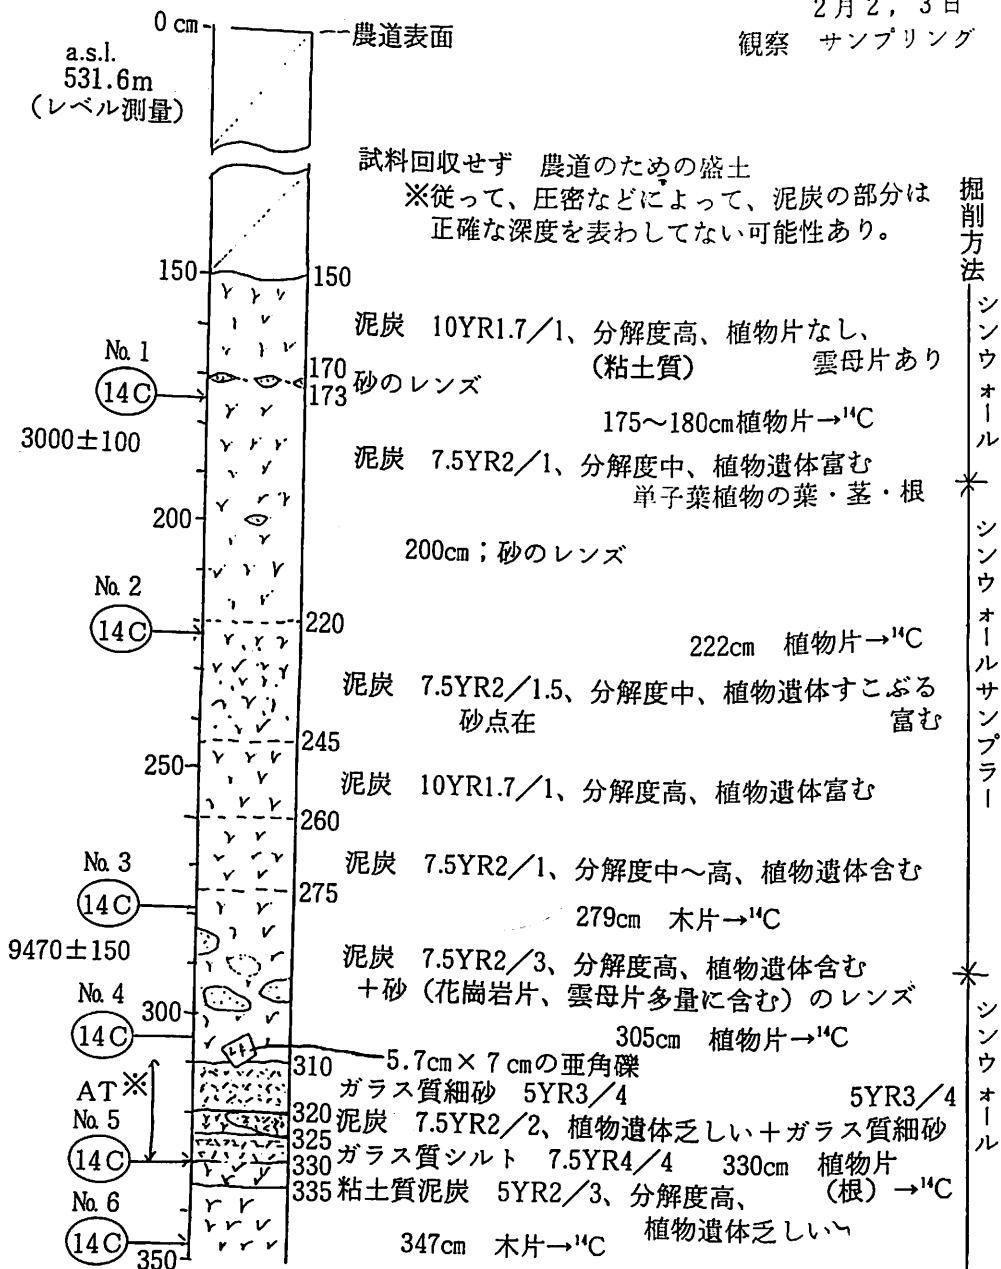 2月2, 3日
観察 サンプリング
0 cm
農道表面
a.s.l.
531.6m
(レベル測量)
試料回収せず 農道のための盛土
※従って、圧密などによって、泥炭の部分は
正確な深度を表わしてない可能性あり。
掘削方法
150
150
シンウォール
泥炭 10YR1.7/1、分解度高、植物片なし、
(粘土質) 雲母片あり
No. 1
14C
170
173
砂のレンズ
175~180cm植物片→¹⁴C
3000±100
泥炭 7.5YR2/1、分解度中、植物遺体富む
単子葉植物の葉・茎・根
200
200cm;砂のレンズ
シンウォールサンプラー
No. 2
14C
220
222cm 植物片→¹⁴C
泥炭 7.5YR2/1.5、分解度中、植物遺体すこぶる
砂点在 富む
245
250
泥炭 10YR1.7/1、分解度高、植物遺体富む
260
泥炭 7.5YR2/1、分解度中~高、植物遺体含む
No. 3
14C
275
279cm 木片→¹⁴C
9470±150
泥炭 7.5YR2/3、分解度高、植物遺体含む
+砂(花崗岩片、雲母片多量に含む)のレンズ
No. 4
14C
300
305cm 植物片→¹⁴C
シンウォール
5.7cm×7cmの亜角礫
310
ガラス質細砂 5YR3/4 5YR3/4
AT※
320
泥炭 7.5YR2/2、植物遺体乏しい+ガラス質細砂
No. 5
14C
325
ガラス質シルト 7.5YR4/4 330cm 植物片
330
(根)→¹⁴C
335
粘土質泥炭 5YR2/3、分解度高、
植物遺体乏しい
No. 6
14C
347cm 木片→¹⁴C
350